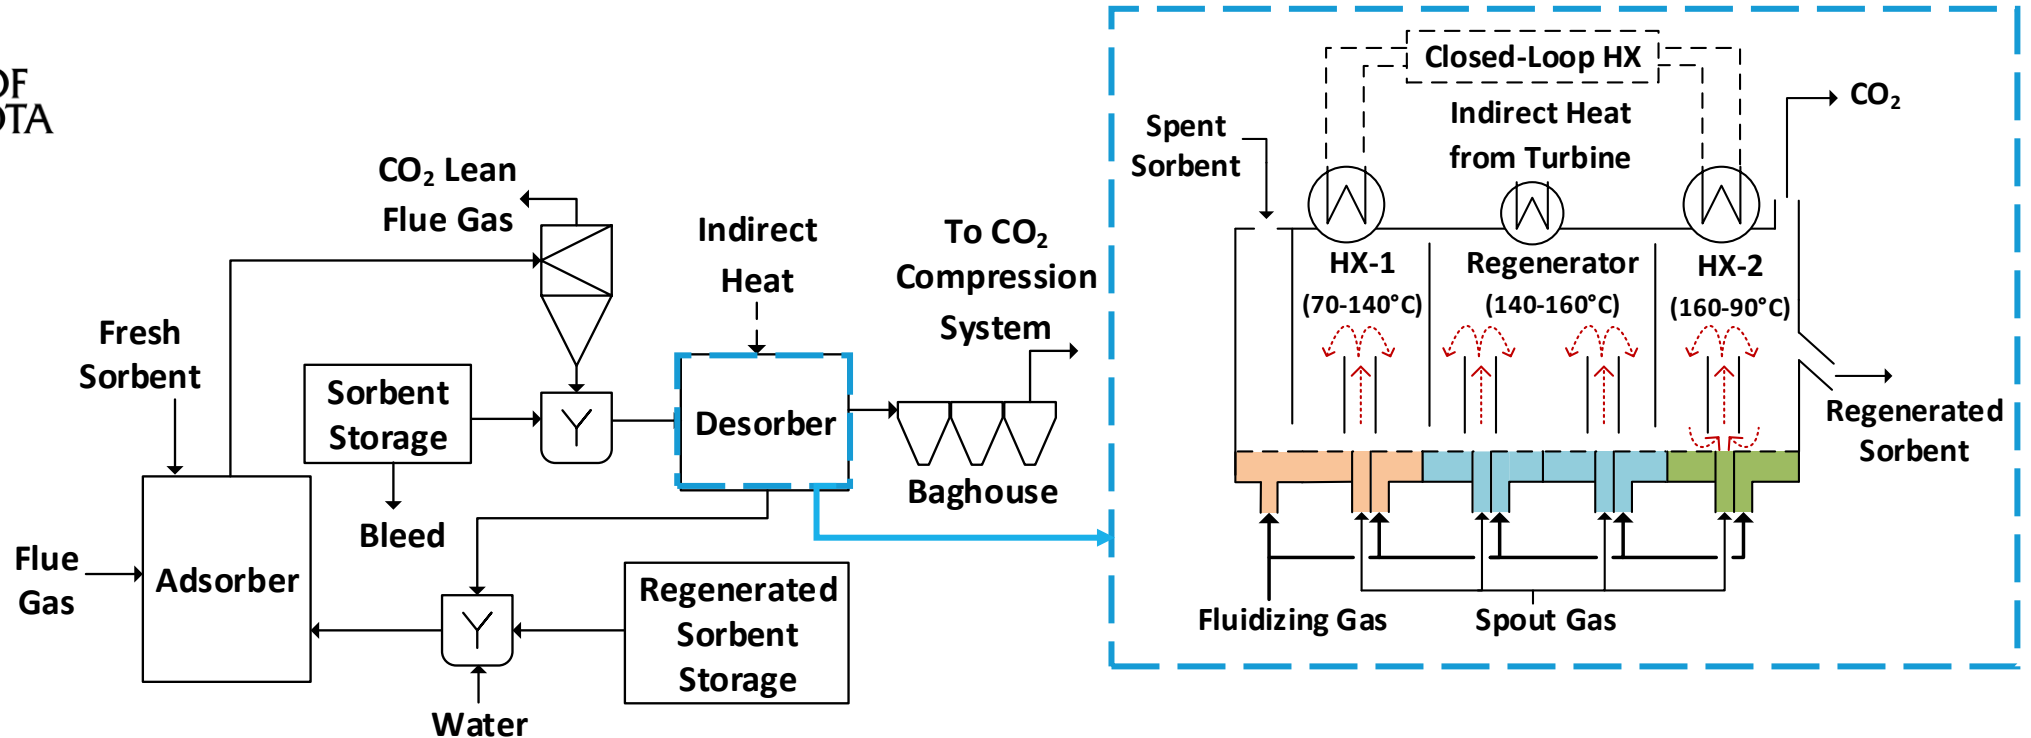 OF
OTA
CO₂ Lean
Flue Gas
Indirect
Heat
To CO₂
Compression
System
Fresh
Sorbent
Sorbent
Storage
Y
Desorber
Baghouse
Bleed
Flue
Gas
Adsorber
Y
Regenerated
Sorbent
Storage
Water
Closed-Loop HX
Indirect Heat
from Turbine
CO₂
Spent
Sorbent
HX-1
(70-140°C)
Regenerator
(140-160°C)
HX-2
(160-90°C)
Regenerated
Sorbent
Fluidizing Gas
Spout Gas